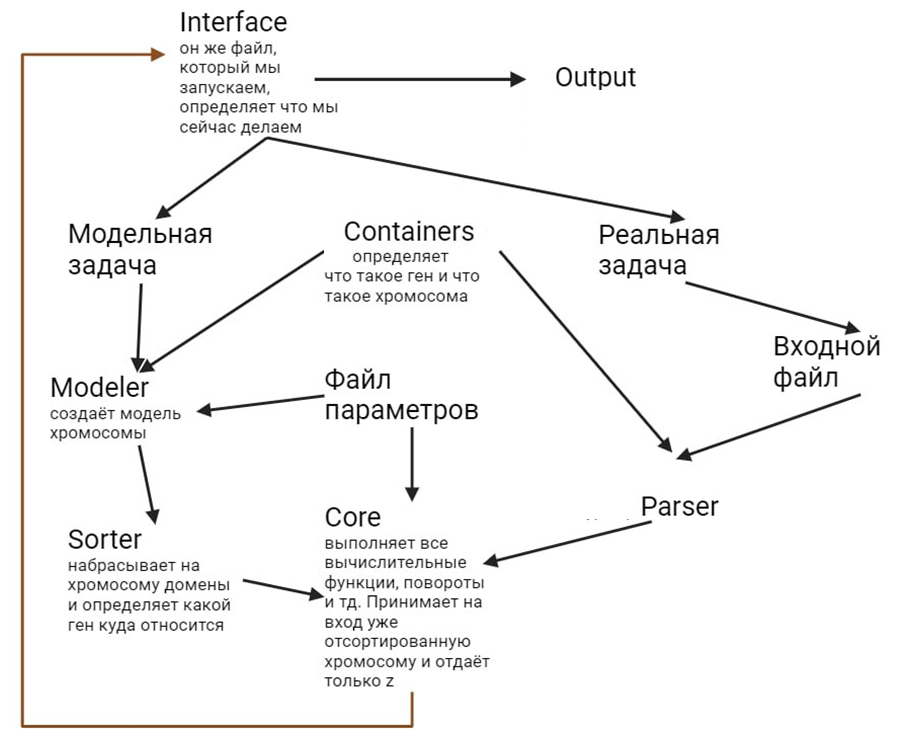 Interface
он же файл,
который мы
запускаем,
определяет что мы
сейчас делаем
Output
Модельная
задача
Containers
определяет
что такое ген и что
такое хромосома
Реальная
задача
Входной
файл
Modeler
создаёт модель
хромосомы
Файл
параметров
Parser
Sorter
набрасывает на
хромосому домены
и определяет какой
ген куда относится
Core
выполняет все
вычислительные
функции, повороты
и тд. Принимает на
вход уже
отсортированную
хромосому и отдаёт
только z